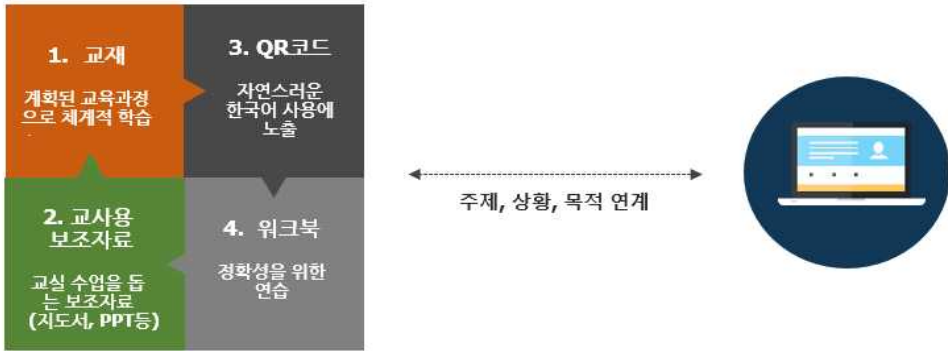 1. 교재
계획된 교육과정
으로 체계적 학습
3. QR코드
자연스러운
한국어 사용에
노출
2. 교사용
보조자료
교실 수업을 돕
는 보조자료
(지도서, PPT등)
4. 워크북
정확성을 위한
연습
주제, 상황, 목적 연계